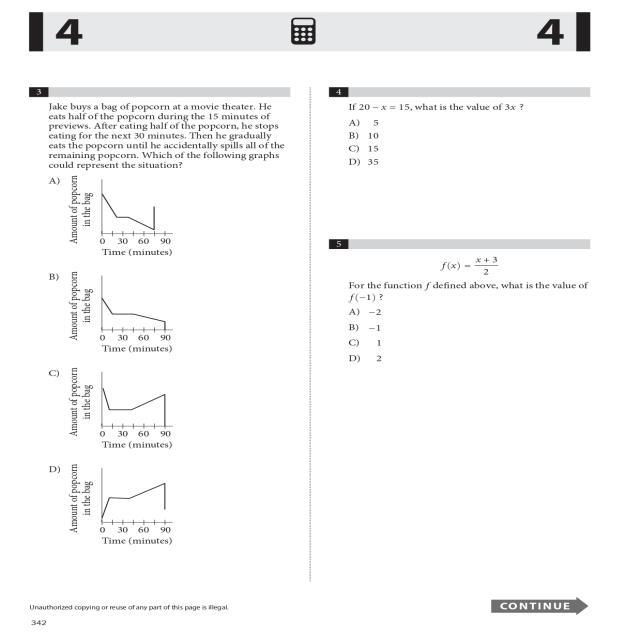 4
4
3
Jake buys a bag of popcorn at a movie theater. He
eats half of the popcorn during the 15 minutes of
previews. After eating half of the popcorn, he stops
eating for the next 30 minutes. Then he gradually
eats the popcorn until he accidentally spills all of the
remaining popcorn. Which of the following graphs
could represent the situation?
A)
Amount of popcorn
in the bag
0 30 60 90
Time (minutes)
B)
Amount of popcorn
in the bag
0 30 60 90
Time (minutes)
C)
Amount of popcorn
in the bag
0 30 60 90
Time (minutes)
D)
Amount of popcorn
in the bag
0 30 60 90
Time (minutes)
4
If 20 − x = 15, what is the value of 3x ?
A) 5
B) 10
C) 15
D) 35
5
f(x) = x + 3
2
For the function f defined above, what is the value of
f(−1) ?
A) −2
B) −1
C) 1
D) 2
Unauthorized copying or reuse of any part of this page is illegal.
CONTINUE
342